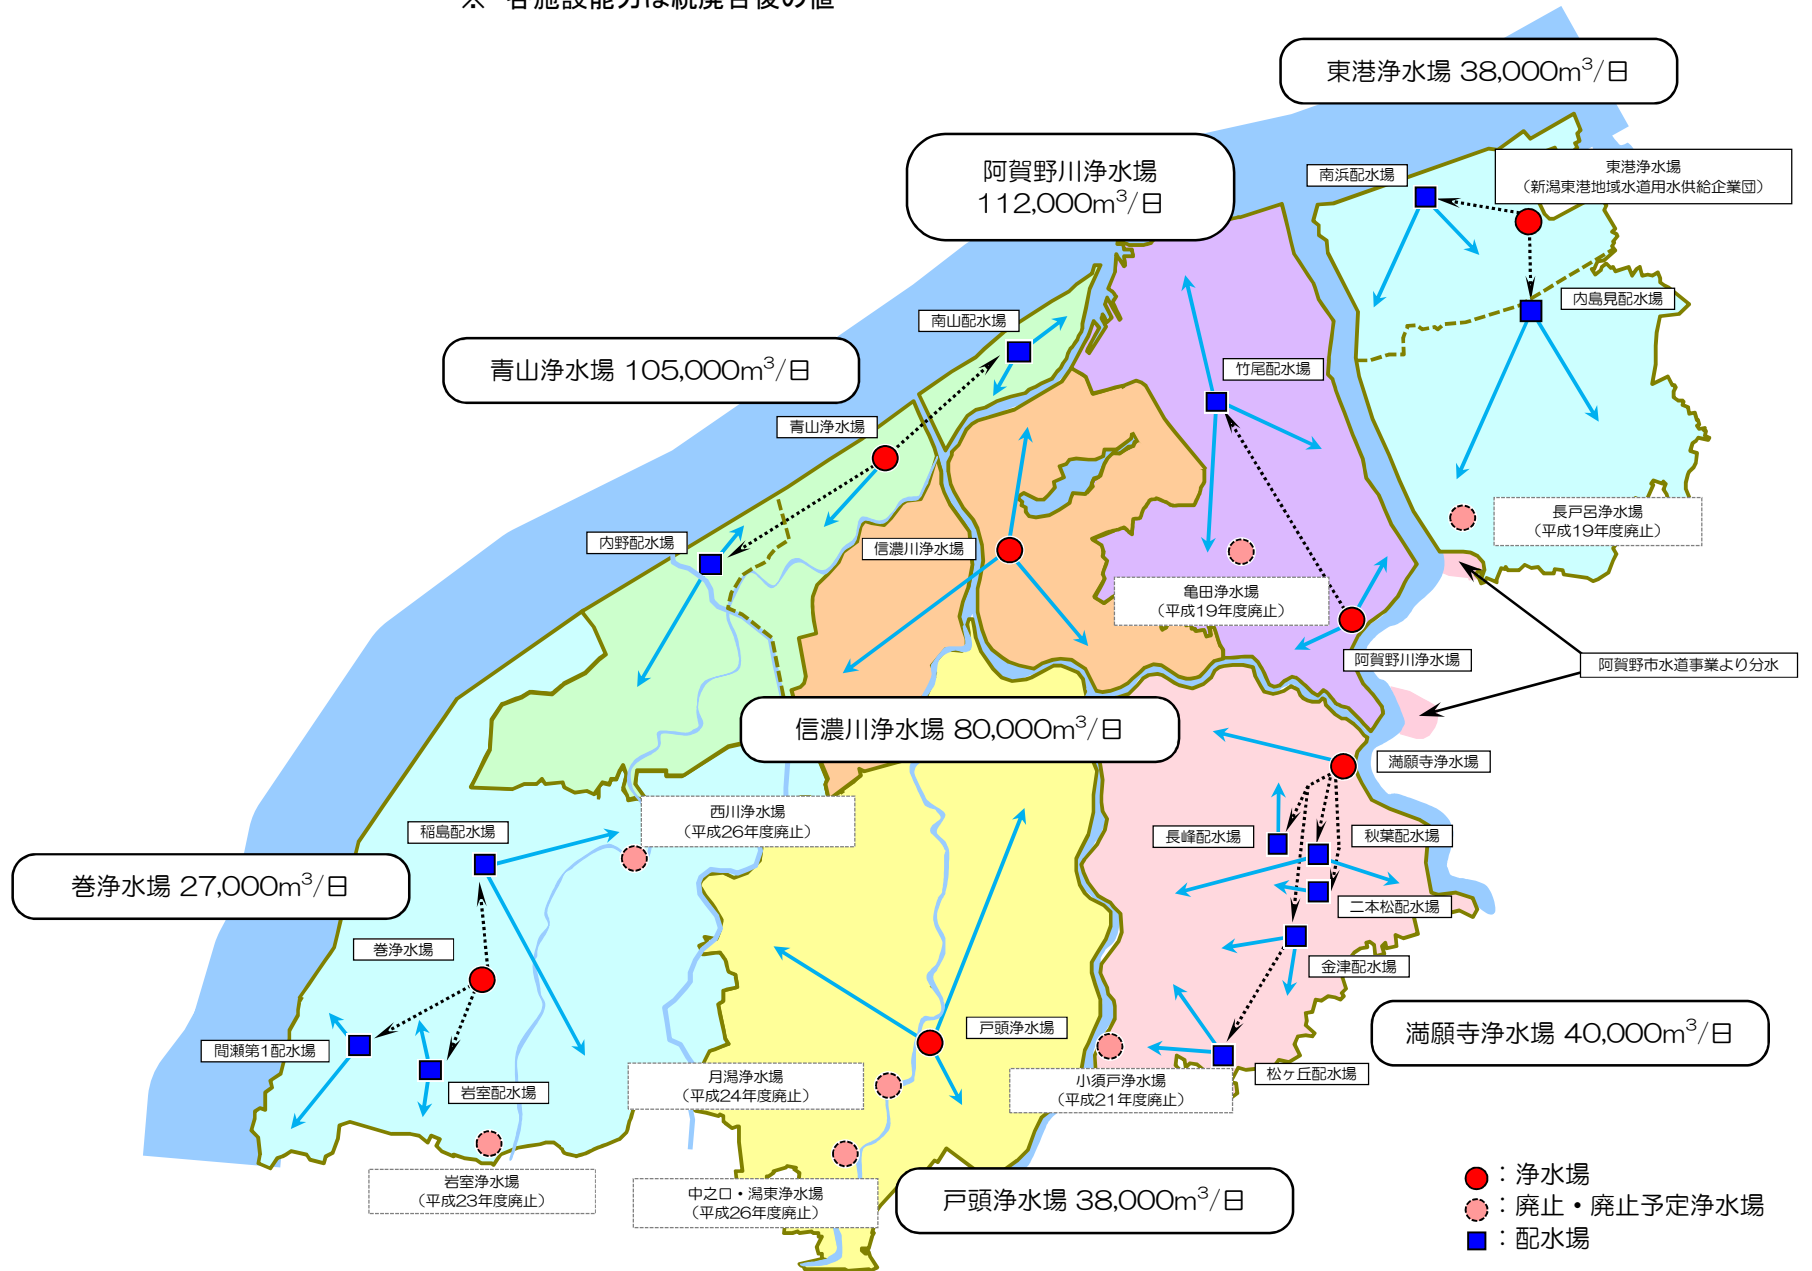 ※ 各施設能力は統廃合後の値
東港浄水場 38,000m³/日
阿賀野川浄水場
112,000m³/日
東港浄水場
（新潟東港地域水道用水供給企業団）
南浜配水場
内島見配水場
南山配水場
青山浄水場 105,000m³/日
竹尾配水場
青山浄水場
長戸呂浄水場
（平成19年度廃止）
内野配水場
信濃川浄水場
亀田浄水場
（平成19年度廃止）
阿賀野川浄水場
阿賀野市水道事業より分水
信濃川浄水場 80,000m³/日
満願寺浄水場
西川浄水場
（平成26年度廃止）
稲島配水場
長峰配水場
秋葉配水場
巻浄水場 27,000m³/日
二本松配水場
巻浄水場
金津配水場
戸頭浄水場
満願寺浄水場 40,000m³/日
間瀬第1配水場
岩室配水場
月潟浄水場
（平成24年度廃止）
小須戸浄水場
（平成21年度廃止）
松ヶ丘配水場
岩室浄水場
（平成23年度廃止）
中之口・潟東浄水場
（平成26年度廃止）
戸頭浄水場 38,000m³/日
：浄水場
：廃止・廃止予定浄水場
：配水場